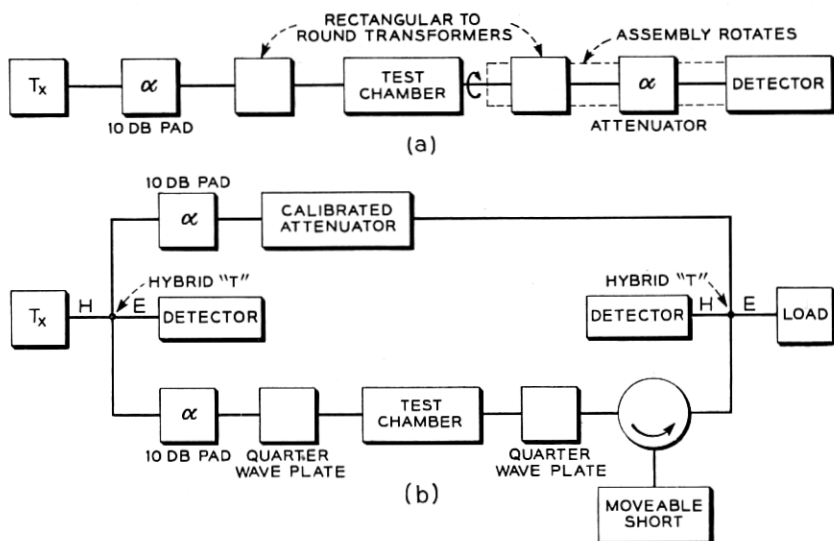 RECTANGULAR TO
ROUND TRANSFORMERS
ASSEMBLY ROTATES
Tx
α
10 DB PAD
TEST
CHAMBER
α
ATTENUATOR
DETECTOR
(a)
10 DB PAD
α
CALIBRATED
ATTENUATOR
HYBRID "T"
Tx
H
E
DETECTOR
HYBRID "T"
DETECTOR
H
E
LOAD
α
10 DB PAD
QUARTER
WAVE PLATE
TEST
CHAMBER
QUARTER
WAVE PLATE
MOVEABLE
SHORT
(b)